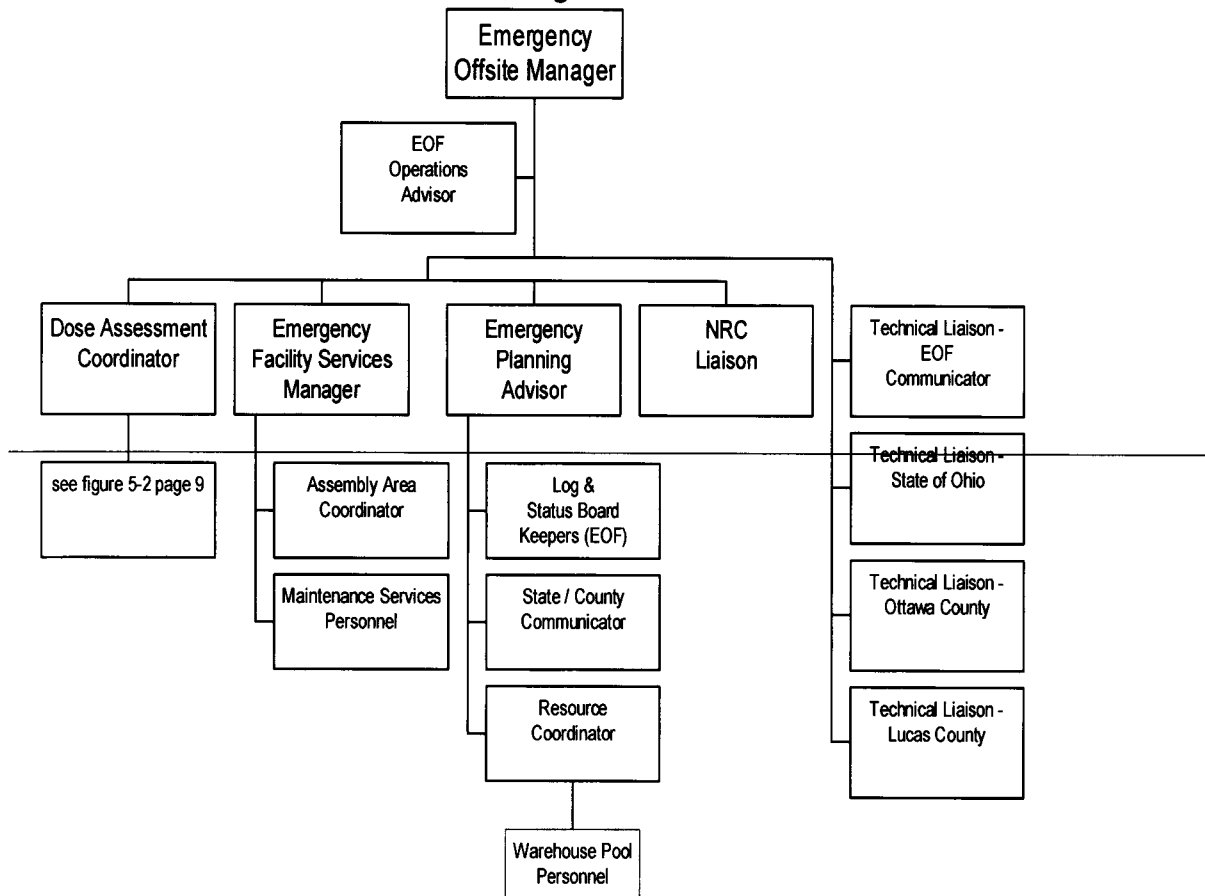 Emergency
Offsite Manager
EOF
Operations
Advisor
Dose Assessment
Coordinator
Emergency
Facility Services
Manager
Emergency
Planning
Advisor
NRC
Liaison
Technical Liaison -
EOF
Communicator
see figure 5-2 page 9
Assembly Area
Coordinator
Log &
Status Board
Keepers (EOF)
Technical Liaison -
State of Ohio
Maintenance Services
Personnel
State / County
Communicator
Technical Liaison -
Ottawa County
Resource
Coordinator
Technical Liaison -
Lucas County
Warehouse Pool
Personnel